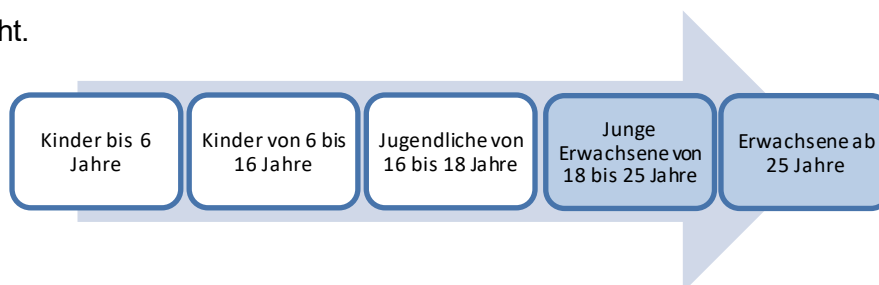 ht.
Kinder bis 6
Jahre
Kinder von 6 bis
16 Jahre
Jugendliche von
16 bis 18 Jahre
Junge
Erwachsene von
18 bis 25 Jahre
Erwachsene ab
25 Jahre